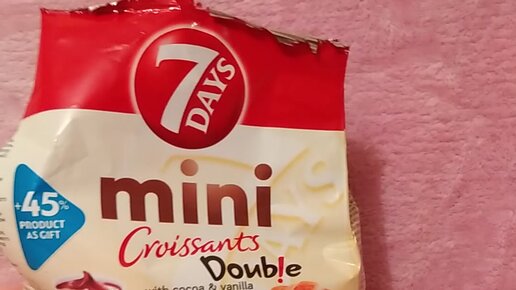 7
DAYS
mini
+45%
PRODUCT
AS GIFT
Croissants
Double
with cocoa & vanilla